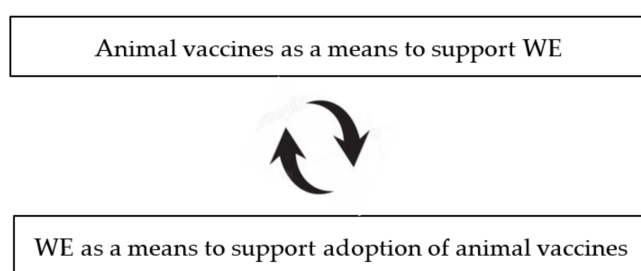 Animal vaccines as a means to support WE
WE as a means to support adoption of animal vaccines